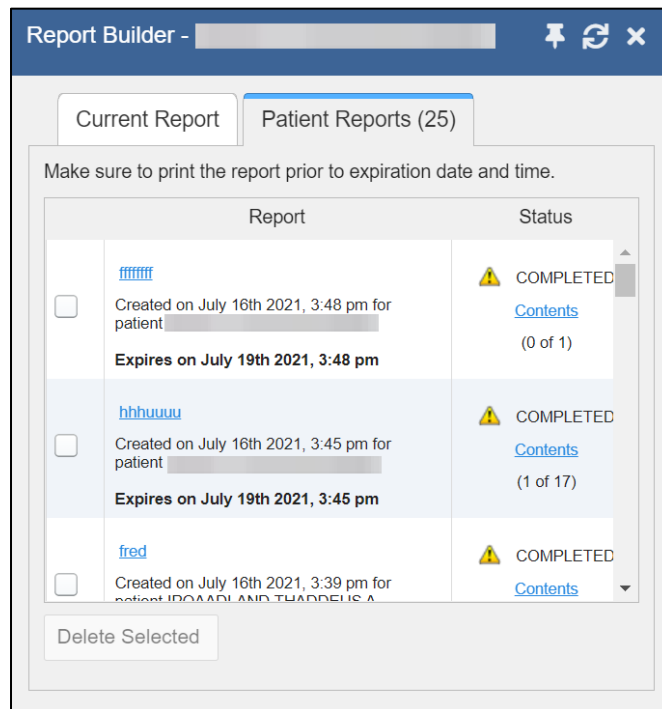 Report Builder -
Current Report
Patient Reports (25)
Make sure to print the report prior to expiration date and time.
Report
Status
ffffffff
Created on July 16th 2021, 3:48 pm for
patient
Expires on July 19th 2021, 3:48 pm
COMPLETED
Contents
(0 of 1)
hhhuuuu
Created on July 16th 2021, 3:45 pm for
patient
Expires on July 19th 2021, 3:45 pm
COMPLETED
Contents
(1 of 17)
fred
Created on July 16th 2021, 3:39 pm for
patient
COMPLETED
Contents
Delete Selected